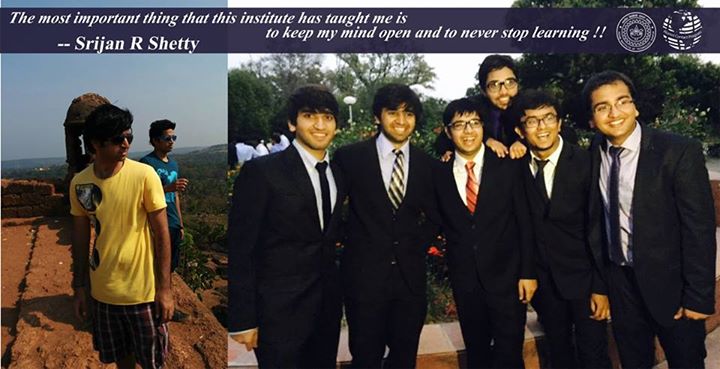 The most important thing that this institute has taught me is
to keep my mind open and to never stop learning !!
-- Srijan R Shetty